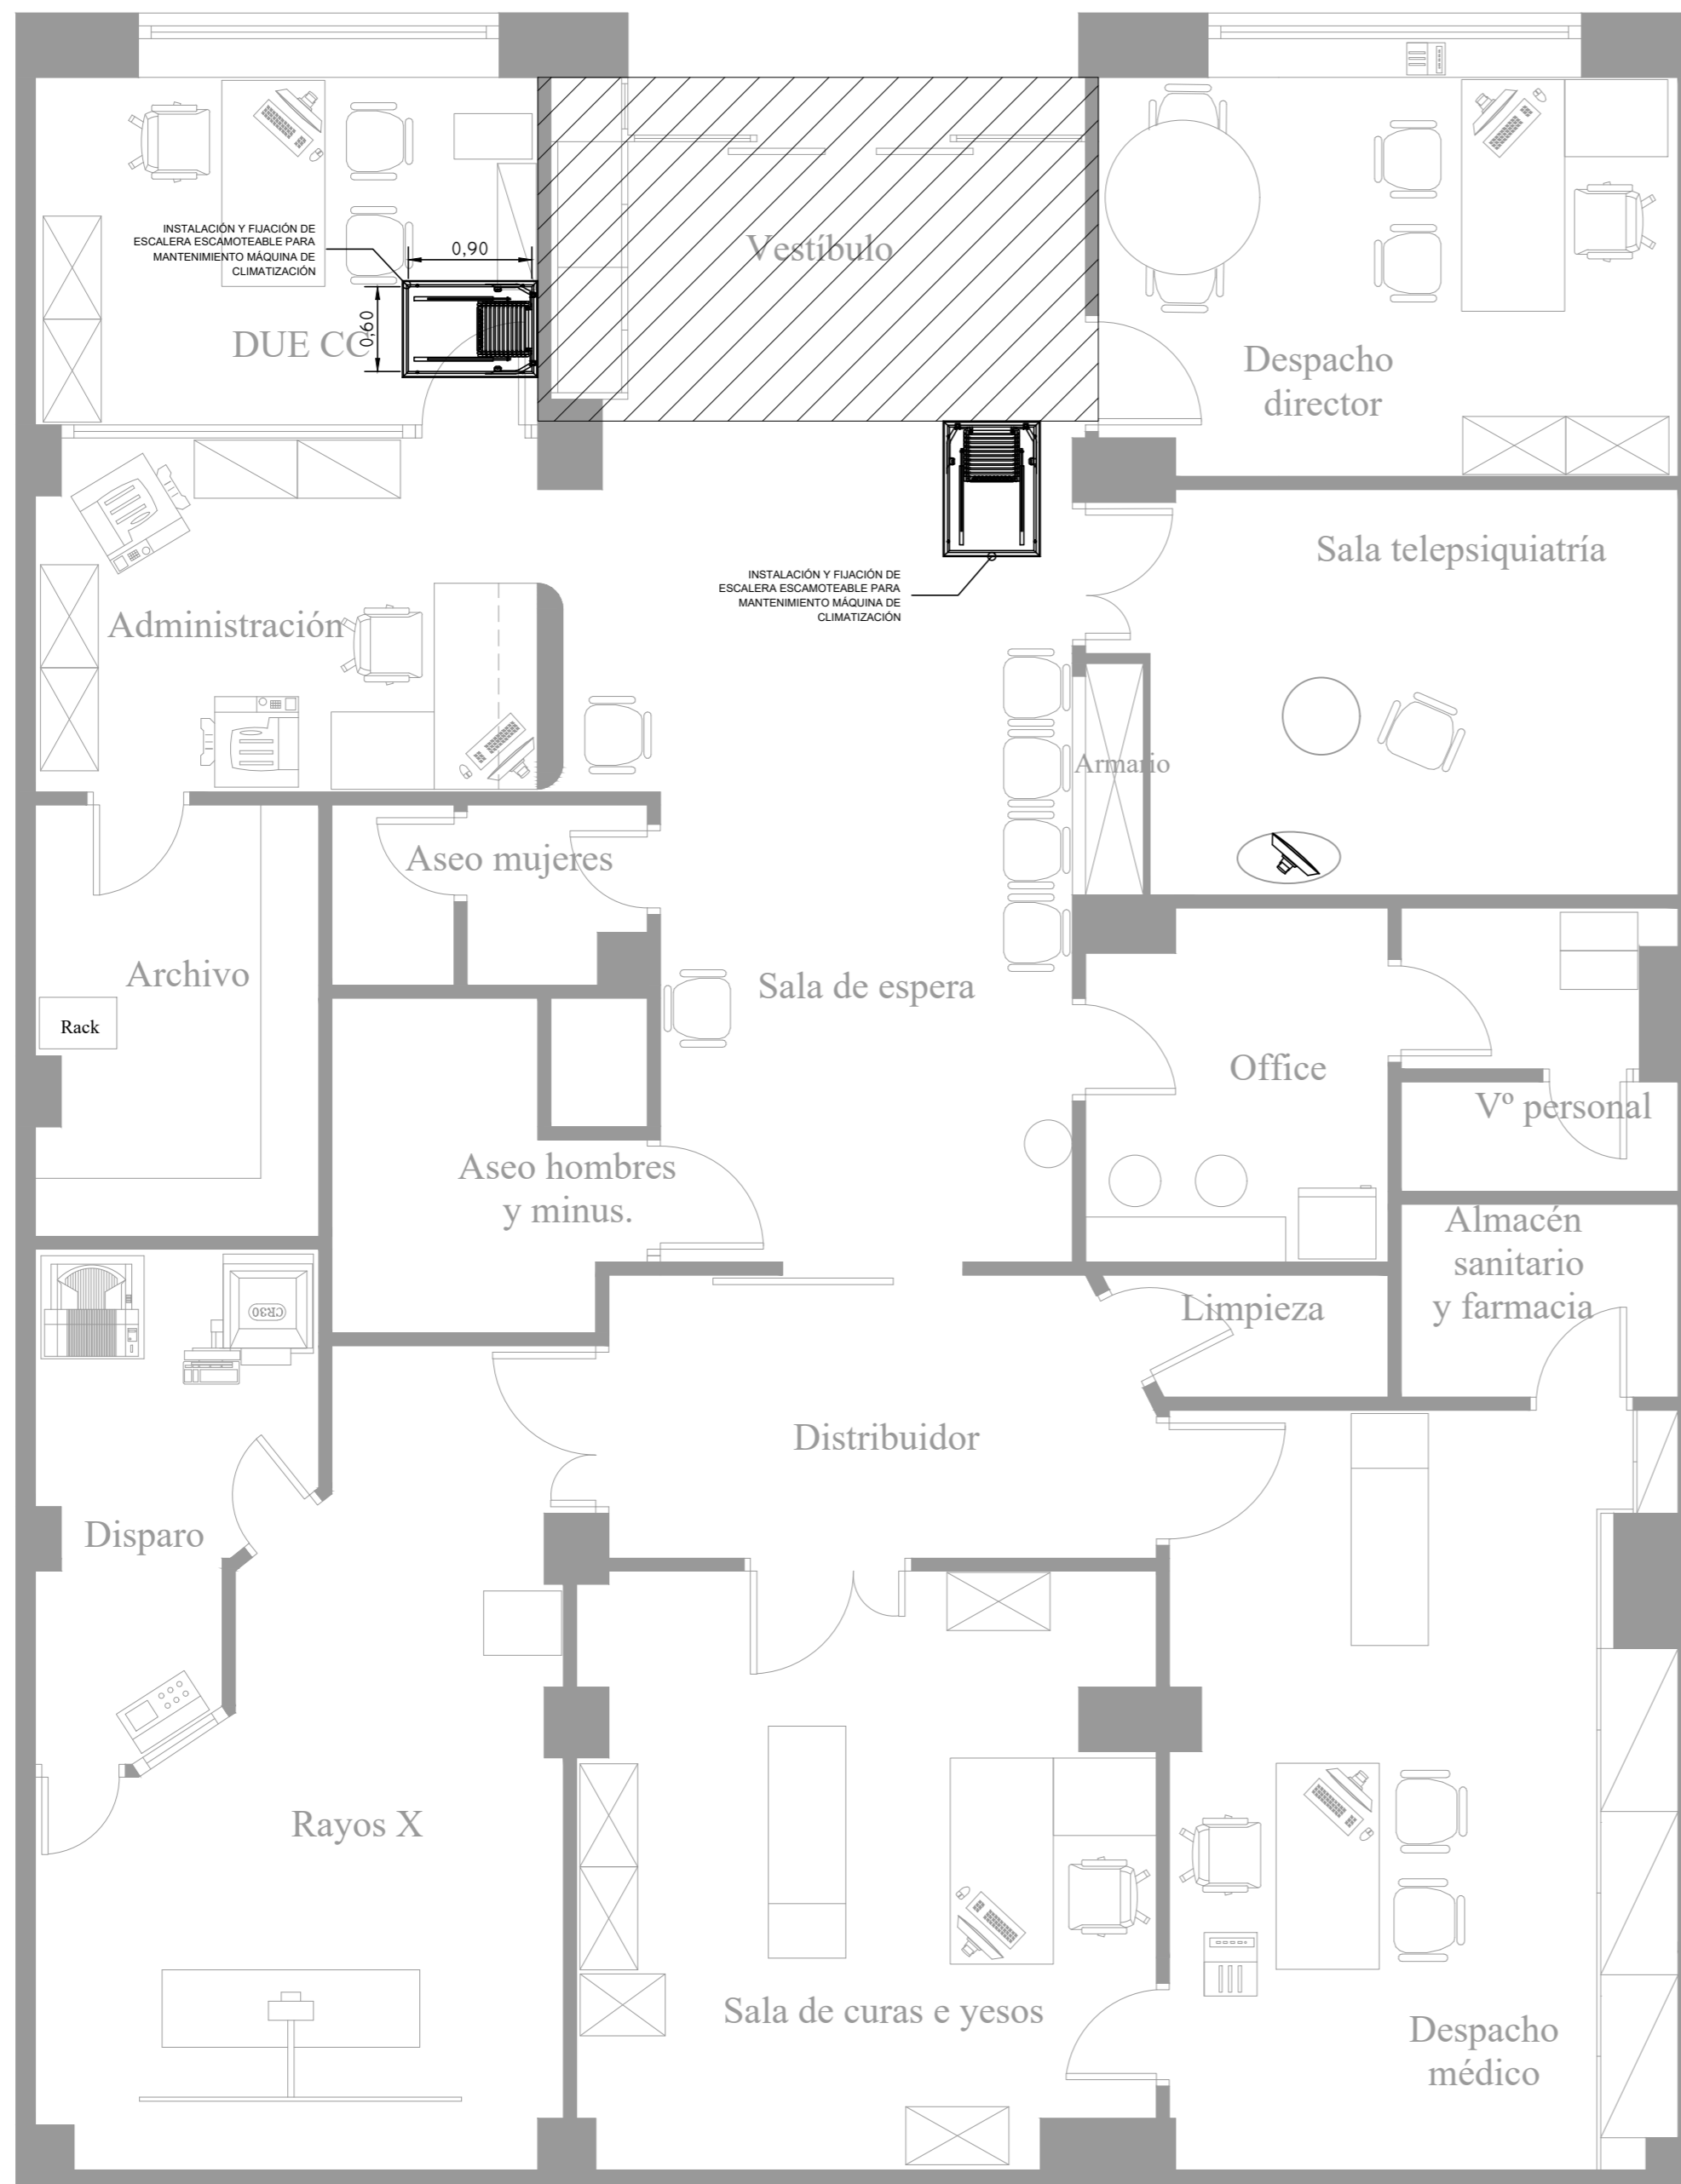 INSTALACIÓN Y FIJACIÓN DE
ESCALERA ESCAMOTEABLE PARA
MANTENIMIENTO MÁQUINA DE
CLIMATIZACIÓN
0,90
0,60
DUE CC
Vestíbulo
Despacho
director
INSTALACIÓN Y FIJACIÓN DE
ESCALERA ESCAMOTEABLE PARA
MANTENIMIENTO MÁQUINA DE
CLIMATIZACIÓN
Sala telepsiquiatría
Administración
Armario
Aseo mujeres
Archivo
Rack
Sala de espera
Office
Vº personal
Aseo hombres
y minus.
Almacén
sanitario
y farmacia
Limpieza
CR30
Distribuidor
Disparo
Rayos X
Sala de curas e yesos
Despacho
médico